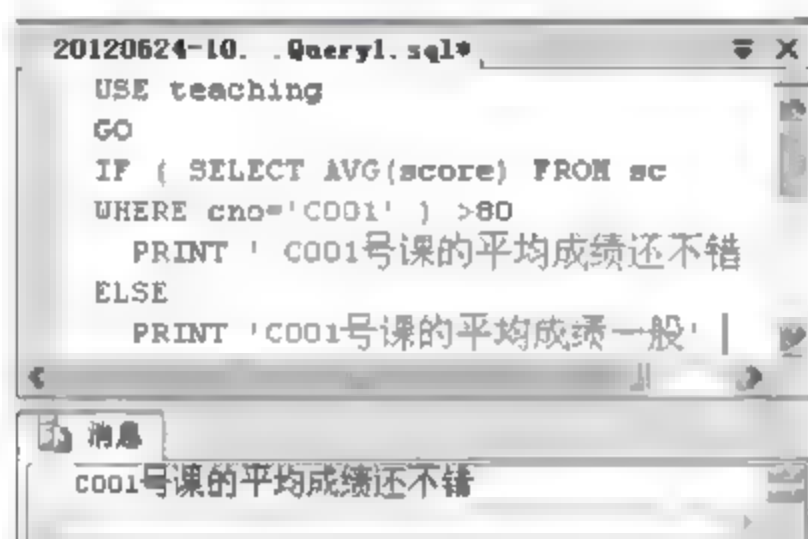 20120624-10. .Query1.sql*
USE teaching
GO
IF ( SELECT AVG(score) FROM sc
WHERE cno='C001' ) >80
PRINT ' C001号课的平均成绩还不错
ELSE
PRINT 'C001号课的平均成绩一般'
消息
C001号课的平均成绩还不错